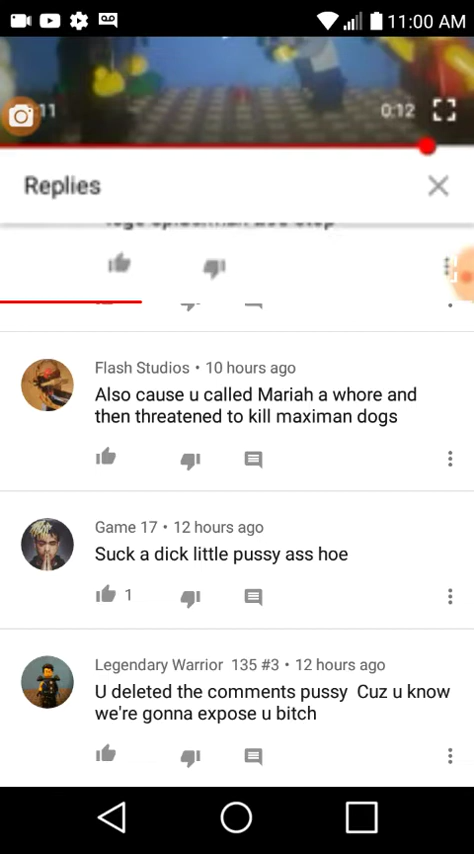 11:00 AM
11
0:12
Replies
Flash Studios • 10 hours ago
Also cause u called Mariah a whore and
then threatened to kill maximan dogs
Game 17 • 12 hours ago
Suck a dick little pussy ass hoe
1
Legendary Warrior 135 #3 • 12 hours ago
U deleted the comments pussy Cuz u know
we're gonna expose u bitch